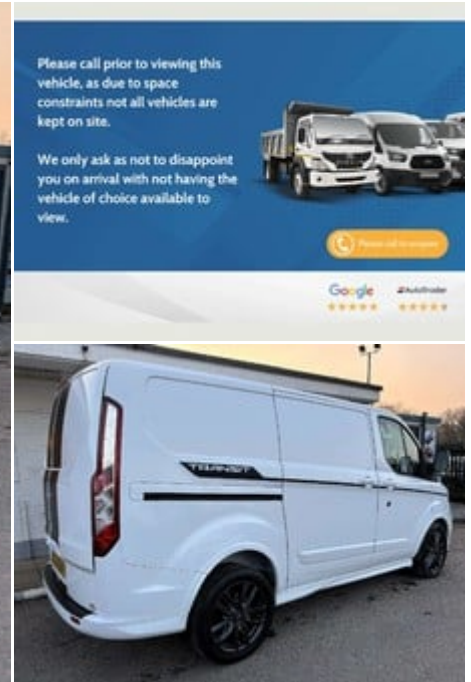 Please call prior to viewing this
vehicle, as due to space
constraints not all vehicles are
kept on site.
We only ask as not to disappoint
you on arrival with not having the
vehicle of choice available to
view.
Please call to enquire
Google
AutoTrader
TRANSIT